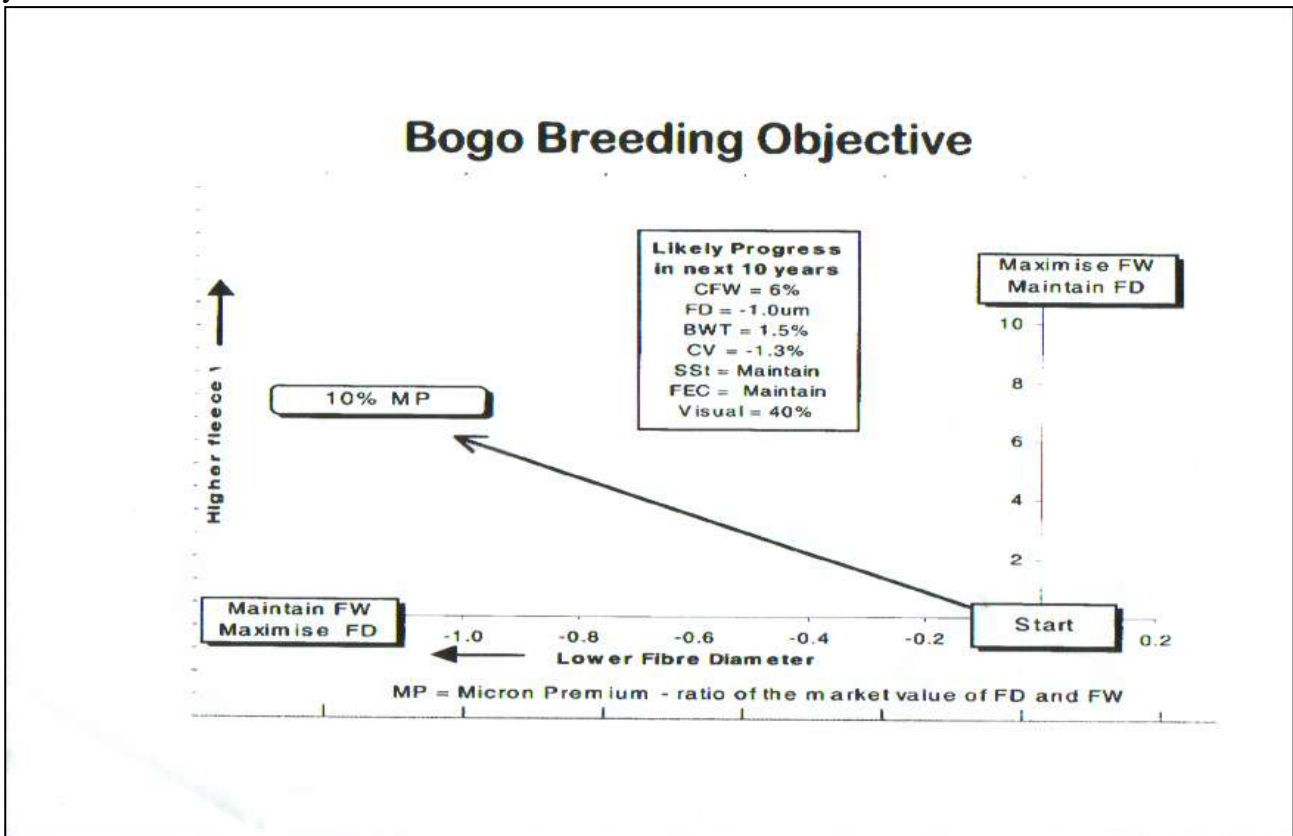 Bogo Breeding Objective
Likely Progress
in next 10 years
CFW = 6%
FD = -1.0um
BWT = 1.5%
CV = -1.3%
SSt = Maintain
FEC = Maintain
Visual = 40%
Maximise FW
Maintain FD
10
8
6
4
2
Higher fleece
10% MP
Maintain FW
Maximise FD
-1.0
-0.8
-0.6
-0.4
-0.2
Start
0.2
Lower Fibre Diameter
MP = Micron Premium - ratio of the market value of FD and FW